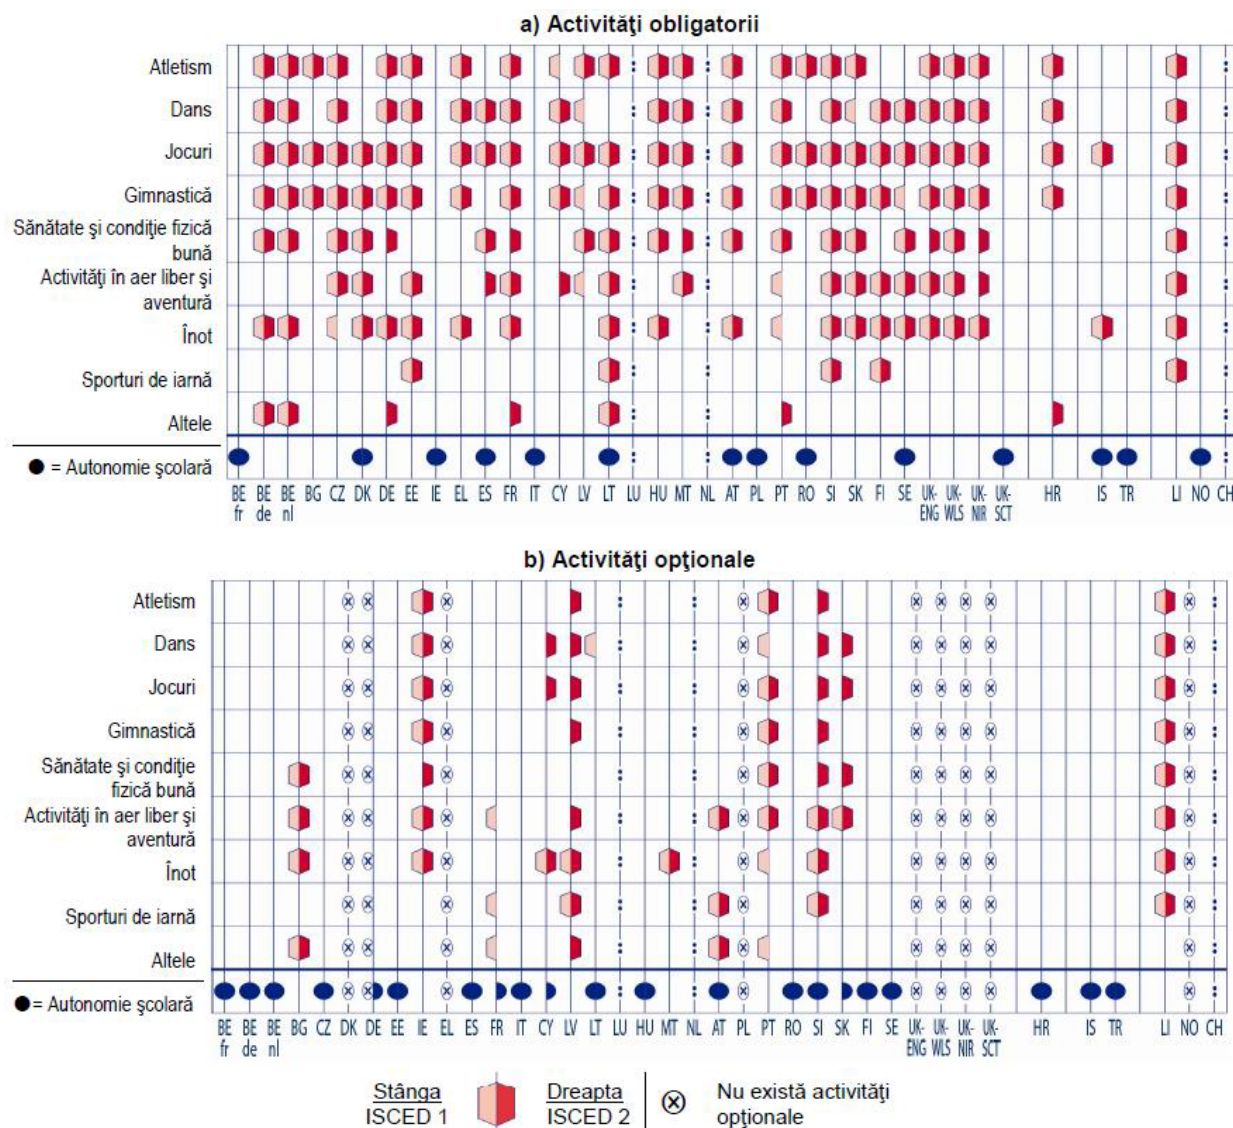 a) Activităţi obligatorii
Atletism
Dans
Jocuri
Gimnastică
Sănătate şi condiţie fizică
bună
Activităţi în aer liber şi
aventură
Înot
Sporturi de iarnă
Altele
● = Autonomie şcolară
BE fr BE de BE nl BG CZ DK DE EE IE EL ES FR IT CY LV LT LU HU MT NL AT PL PT RO SI SK FI SE UK-ENG UK-WLS UK-NIR UK-SCT HR IS TR LI NO CH
b) Activităţi opţionale
Atletism
Dans
Jocuri
Gimnastică
Sănătate şi condiţie
fizică bună
Activităţi în aer liber şi
aventură
Înot
Sporturi de iarnă
Altele
● = Autonomie şcolară
BE fr BE de BE nl BG CZ DK DE EE IE EL ES FR IT CY LV LT LU HU MT NL AT PL PT RO SI SK FI SE UK-ENG UK-WLS UK-NIR UK-SCT HR IS TR LI NO CH
Stânga Dreapta Nu există activităţi
ISCED 1 ISCED 2 opţionale